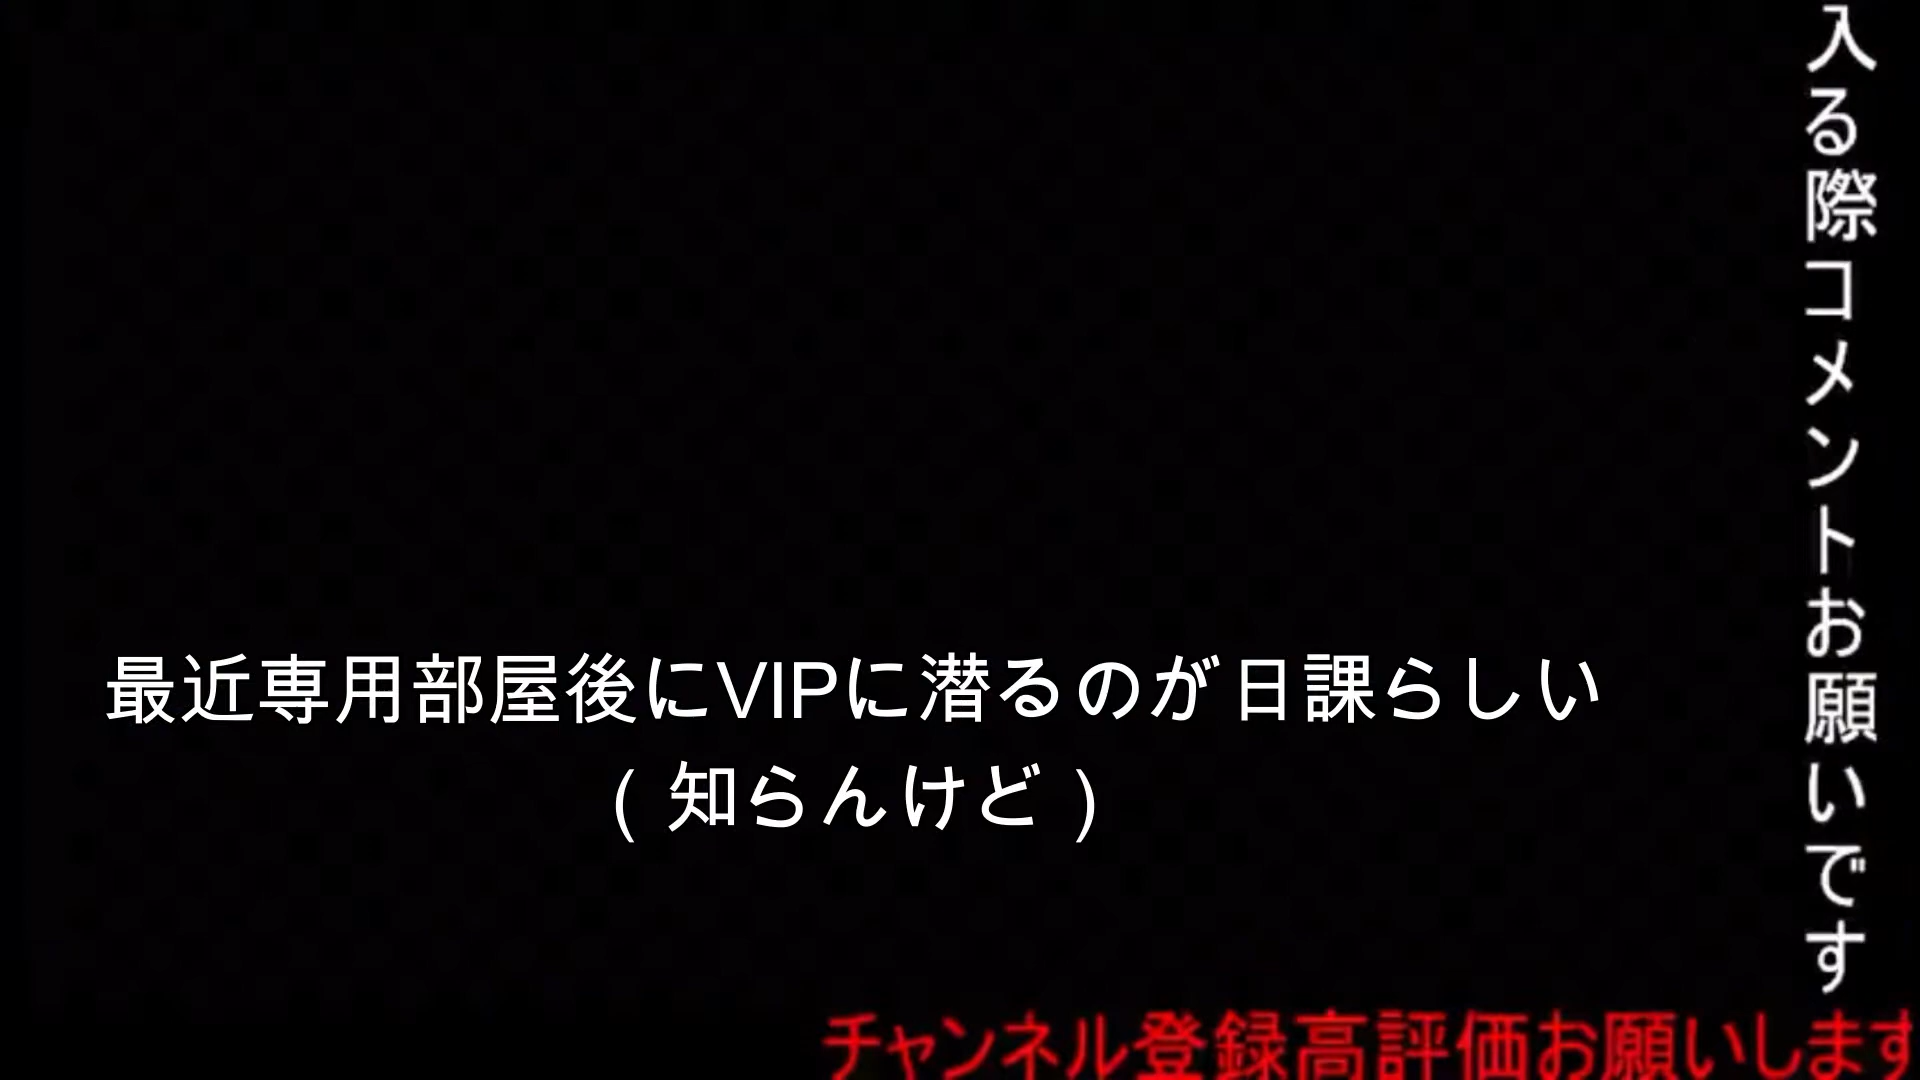 入る際コメントお願いです
最近専用部屋後にVIPに潜るのが日課らしい
（知らんけど）
チャンネル登録高評価お願いします